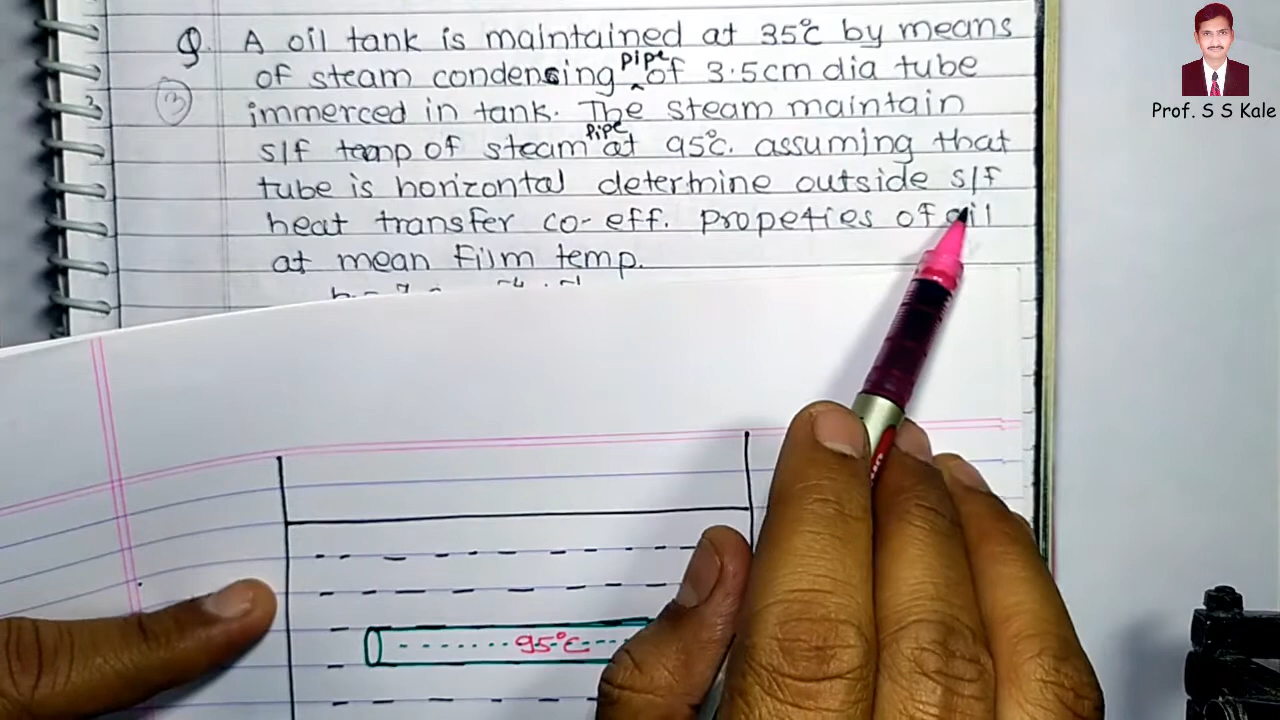 Q. A oil tank is maintained at 35°c by means
of steam condensing pipe of 3.5cm dia tube
③ immerced in tank. The steam maintain
s/f temp of steam pipe at 95°c. assuming that
tube is horizontal determine outside s/f
heat transfer co-eff. Propeties of oil
at mean Film temp.
95°c
Prof. S S Kale